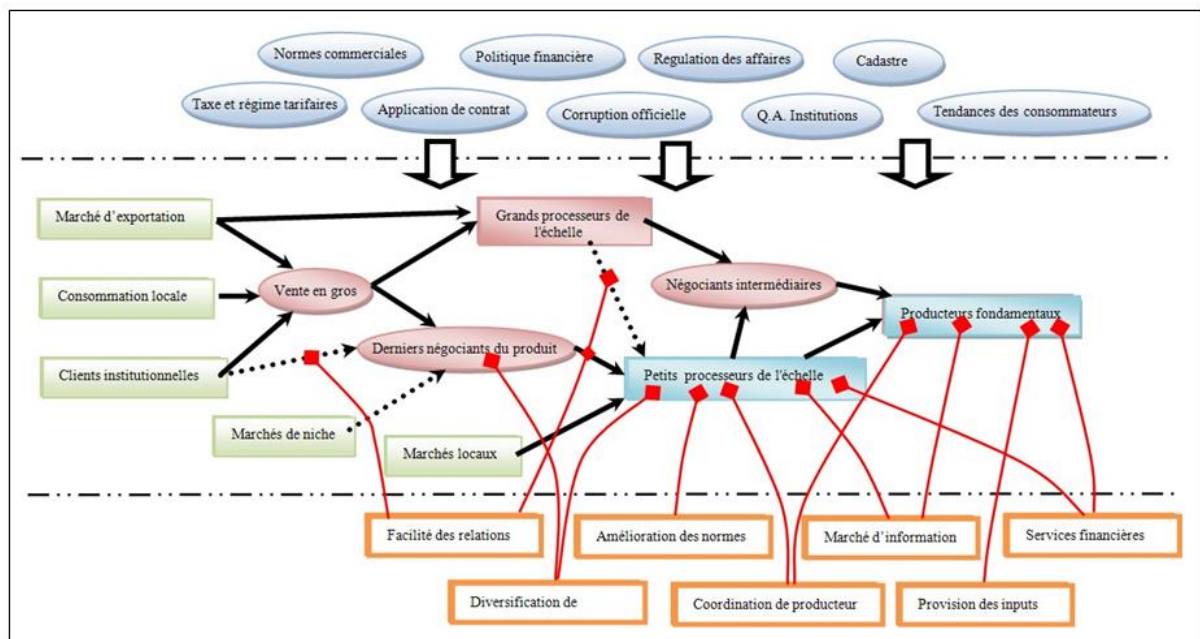 Normes commerciales
Politique financière
Regulation des affaires
Cadastre
Taxe et régime tarifaires
Application de contrat
Corruption officielle
Q.A. Institutions
Tendances des consommateurs
Marché d'exportation
Grands processeurs de
l'échelle
Consommation locale
Vente en gros
Négociants intermédiaires
Producteurs fondamentaux
Derniers négociants du produit
Clients institutionnelles
Petits processeurs de l'échelle
Marchés de niche
Marchés locaux
Facilité des relations
Amélioration des normes
Marché d'information
Services financières
Diversification de
Coordination de producteur
Provision des inputs